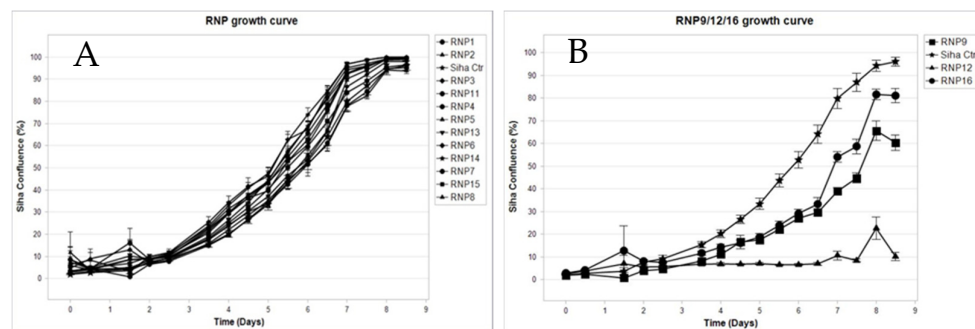 RNP growth curve
A
Siha Confluence (%)
100
90
80
70
60
50
40
30
20
10
0
0 1 2 3 4 5 6 7 8 9
Time (Days)
RNP1
RNP2
Siha Ctr
RNP3
RNP11
RNP4
RNP5
RNP13
RNP6
RNP14
RNP7
RNP15
RNP8
RNP9/12/16 growth curve
B
Siha Confluence (%)
100
90
80
70
60
50
40
30
20
10
0
0 1 2 3 4 5 6 7 8 9
Time (Days)
RNP9
Siha Ctr
RNP12
RNP16